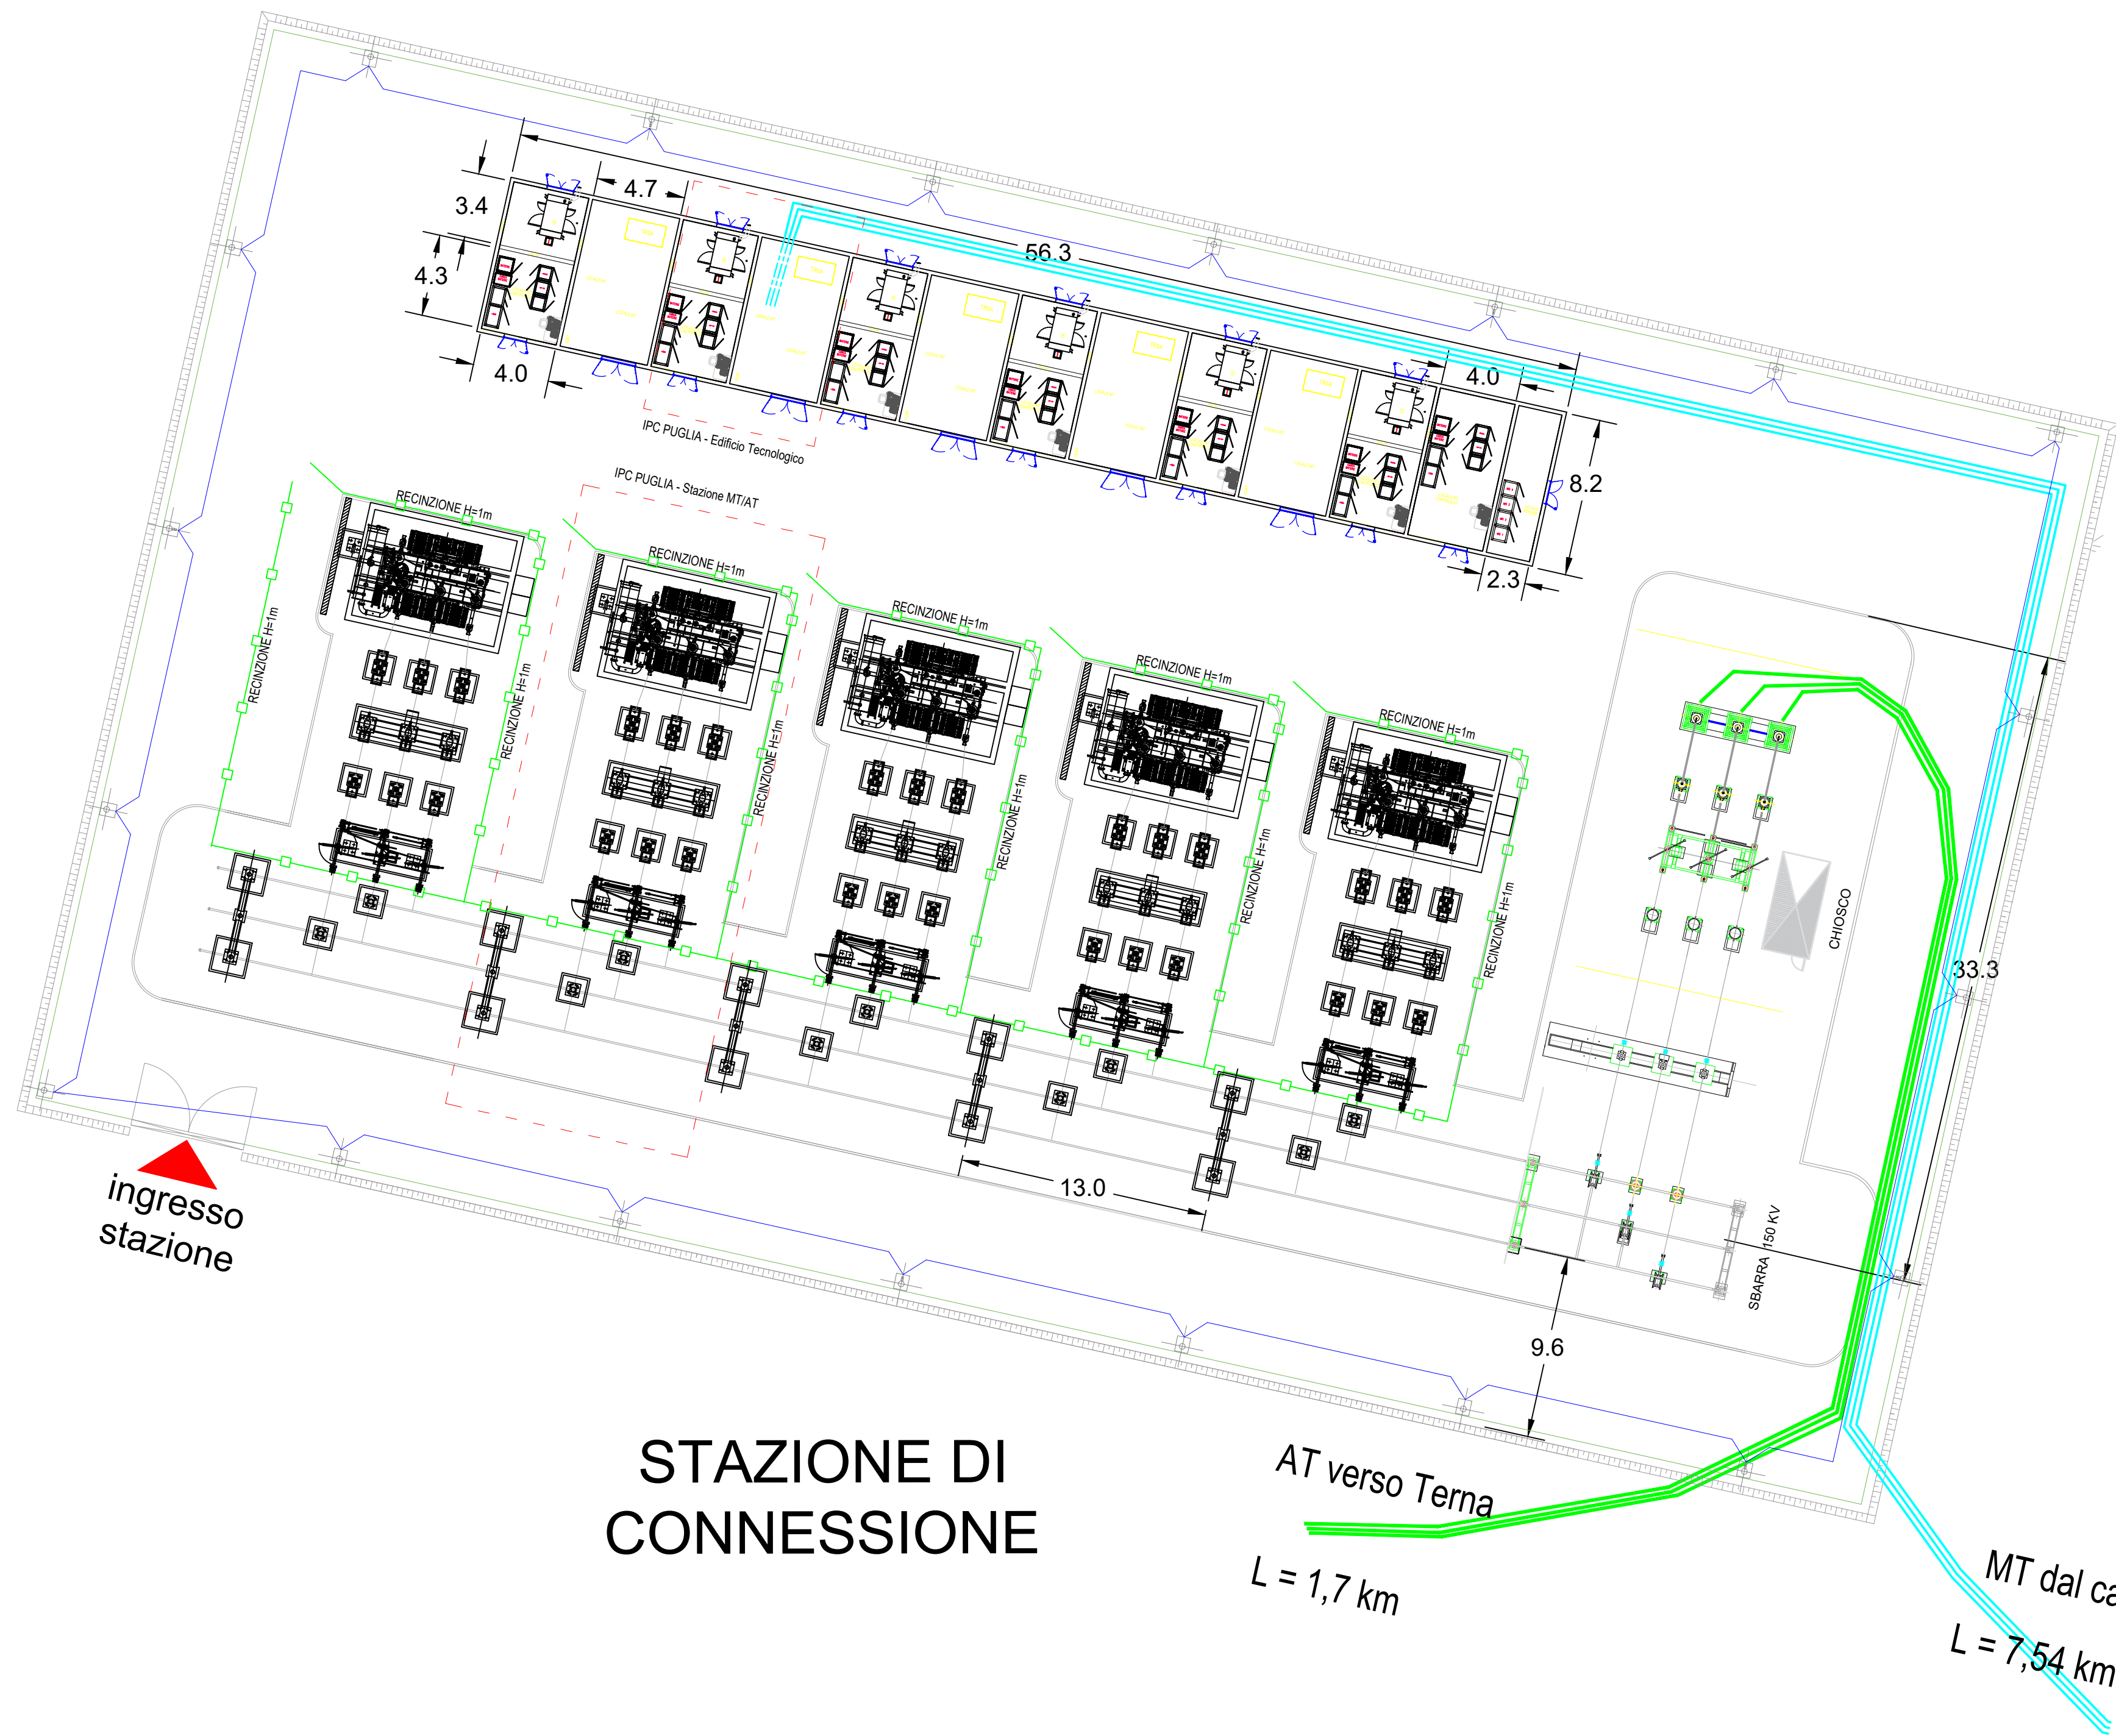 56.3
4.7
3.4
4.3
4.0
4.0
8.2
2.3
IPC PUGLIA - Edificio Tecnologico
IPC PUGLIA - Stazione MT/AT
RECINZIONE H=1m
RECINZIONE H=1m
RECINZIONE H=1m
RECINZIONE H=1m
RECINZIONE H=1m
RECINZIONE H=1m
RECINZIONE H=1m
RECINZIONE H=1m
RECINZIONE H=1m
RECINZIONE H=1m
RECINZIONE H=1m
CHIOSCO
33.3
13.0
SBARRA 150 KV
9.6
ingresso
stazione
STAZIONE DI
CONNESSIONE
AT verso Terna
L = 1,7 km
MT dal ca
L = 7,54 km